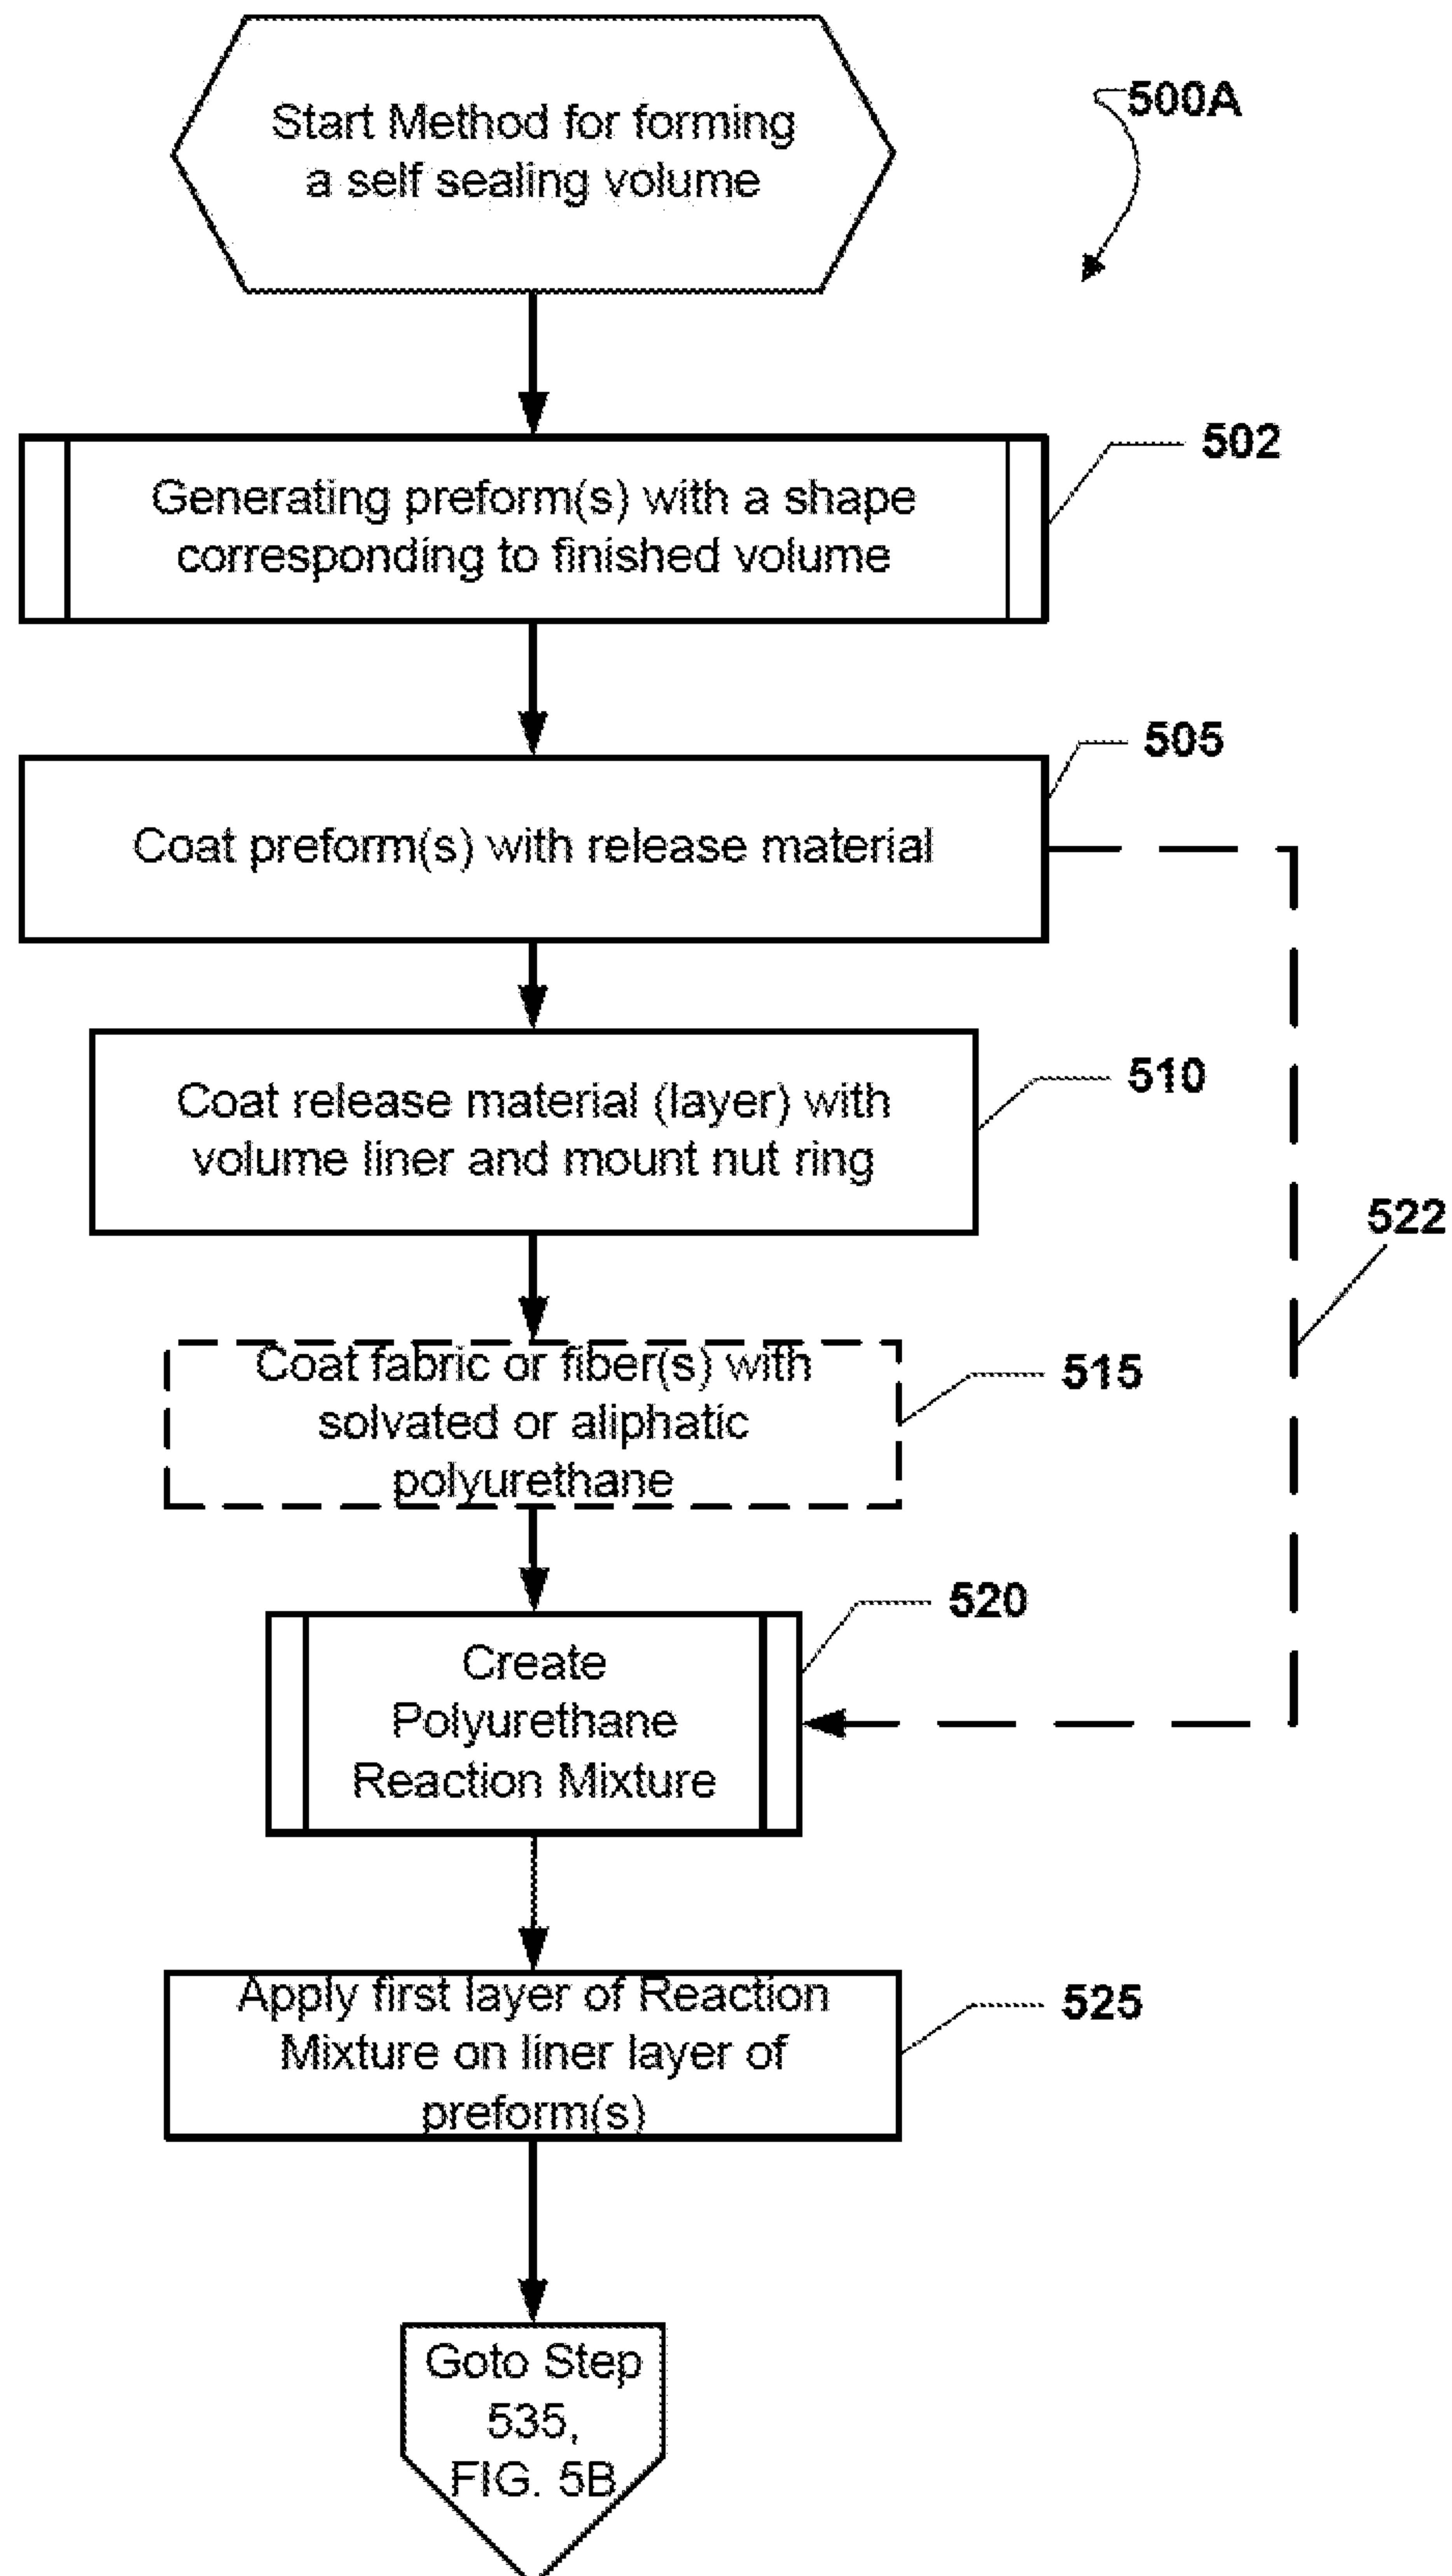 Start Method for forming
a self sealing volume
500A
Generating preform(s) with a shape
corresponding to finished volume
502
Coat preform(s) with release material
505
Coat release material (layer) with
volume liner and mount nut ring
510
522
Coat fabric or fiber(s) with
solvated or aliphatic
polyurethane
515
Create
Polyurethane
Reaction Mixture
520
Apply first layer of Reaction
Mixture on liner layer of
preform(s)
525
Goto Step
535,
FIG. 5B